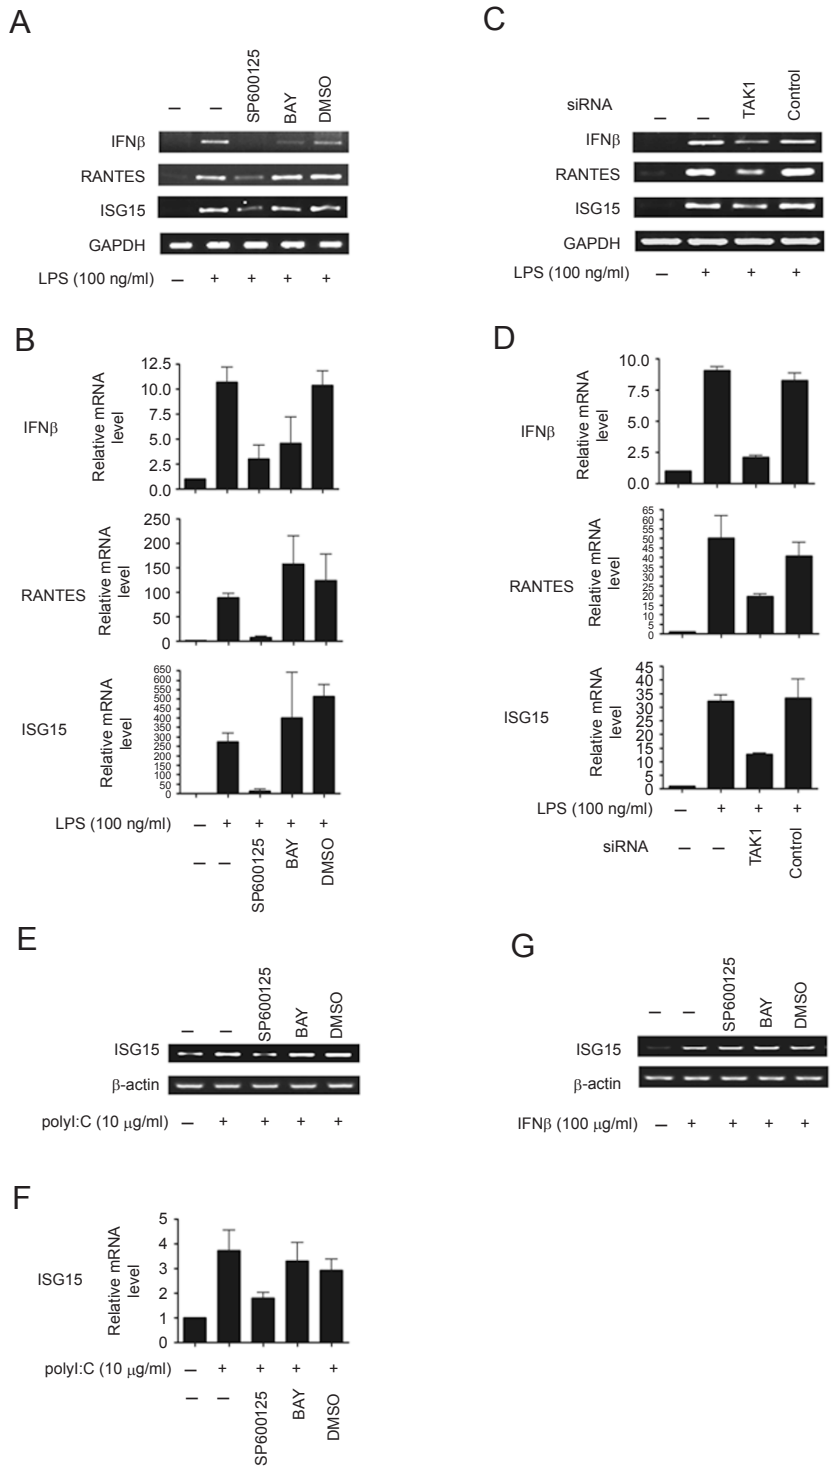 A
— — SP600125 BAY DMSO
IFNβ
RANTES
ISG15
GAPDH
LPS (100 ng/ml) — + + + +
C
siRNA — — TAK1 Control
IFNβ
RANTES
ISG15
GAPDH
LPS (100 ng/ml) — + + +
B
IFNβ
Relative mRNA
level
12.5
10.0
7.5
5.0
2.5
0.0
RANTES
Relative mRNA
level
250
200
150
100
50
0
ISG15
Relative mRNA
level
650
600
550
500
450
400
350
300
250
200
150
100
50
0
LPS (100 ng/ml) — + + + +
— — SP600125 BAY DMSO
D
IFNβ
Relative mRNA
level
10.0
7.5
5.0
2.5
0.0
RANTES
Relative mRNA
level
65
60
55
50
45
40
35
30
25
20
15
10
5
0
ISG15
Relative mRNA
level
45
40
35
30
25
20
15
10
5
0
LPS (100 ng/ml) — + + +
siRNA — — TAK1 Control
E
— — SP600125 BAY DMSO
ISG15
β-actin
polyI:C (10 μg/ml) — + + + +
G
— — SP600125 BAY DMSO
ISG15
β-actin
IFNβ (100 μg/ml) — + + + +
F
ISG15
Relative mRNA
level
5
4
3
2
1
0
polyI:C (10 μg/ml) — + + + +
— — SP600125 BAY DMSO